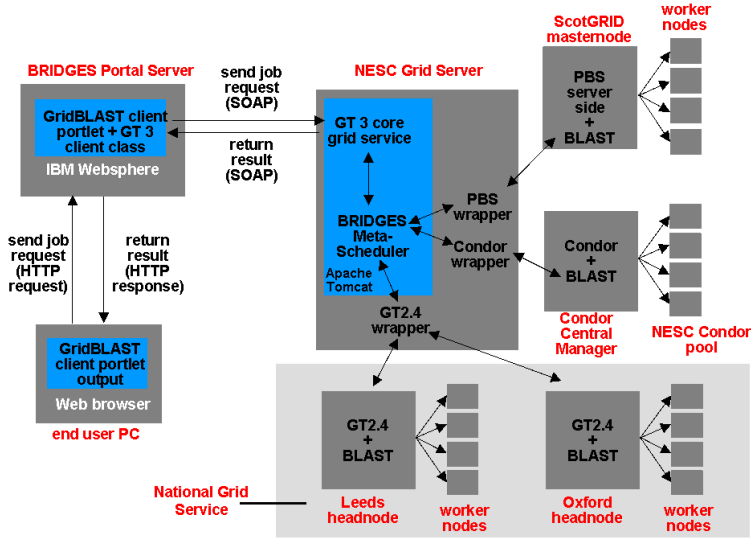 BRIDGES Portal Server
GridBLAST client
portlet + GT 3
client class
IBM Websphere
send job
request
(SOAP)
return
result
(SOAP)
send job
request
(HTTP
request)
return
result
(HTTP
response)
GridBLAST
client portlet
output
Web browser
end user PC
NESC Grid Server
GT 3 core
grid service
BRIDGES
Meta-
Scheduler
Apache
Tomcat
PBS
wrapper
Condor
wrapper
GT2.4
wrapper
ScotGRID
masternode
PBS
server
side
+
BLAST
worker
nodes
Condor
+
BLAST
Condor
Central
Manager
NESC Condor
pool
National Grid
Service
GT2.4
+
BLAST
Leeds
headnode
worker
nodes
GT2.4
+
BLAST
Oxford
headnode
worker
nodes